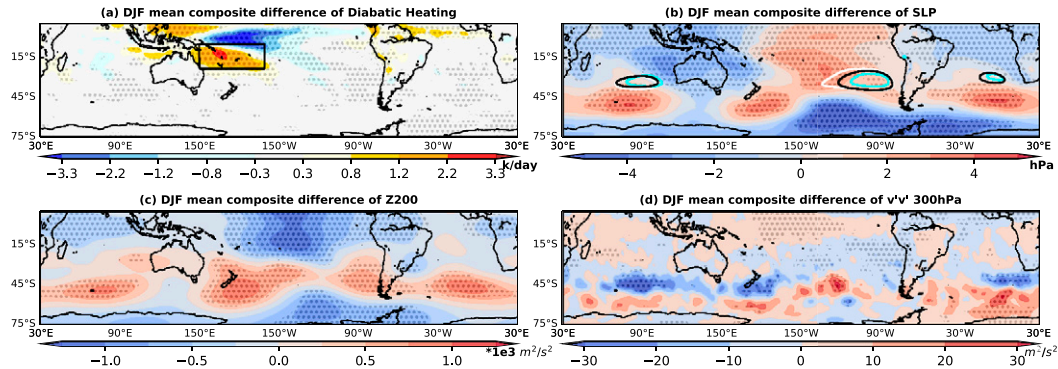 (a) DJF mean composite difference of Diabatic Heating
15°S
45°S
75°S
30°E 90°E 150°E 150°W 90°W 30°W 30°E
−3.3 −2.2 −1.2 −0.8 −0.3 0.3 0.8 1.2 2.2 3.3
k/day
(b) DJF mean composite difference of SLP
15°S
45°S
75°S
30°E 90°E 150°E 150°W 90°W 30°W 30°E
−4 −2 0 2 4
hPa
(c) DJF mean composite difference of Z200
15°S
45°S
75°S
30°E 90°E 150°E 150°W 90°W 30°W 30°E
−1.0 −0.5 0.0 0.5 1.0
*1e3 m²/s²
(d) DJF mean composite difference of v'v' 300hPa
15°S
45°S
75°S
30°E 90°E 150°E 150°W 90°W 30°W 30°E
−30 −20 −10 0 10 20 30
m²/s²